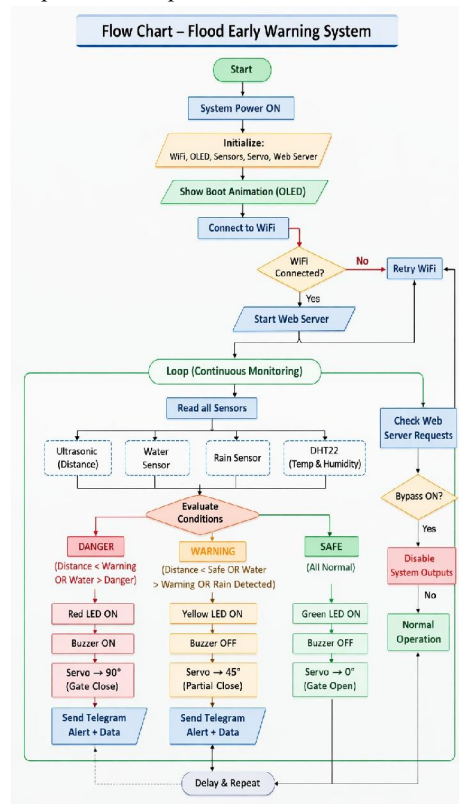 Flow Chart – Flood Early Warning System
Start
System Power ON
Initialize:
WiFi, OLED, Sensors, Servo, Web Server
Show Boot Animation (OLED)
Connect to WiFi
WiFi
Connected?
No
Retry WiFi
Yes
Start Web Server
Loop (Continuous Monitoring)
Read all Sensors
Check Web
Server Requests
Ultrasonic
(Distance)
Water
Sensor
Rain Sensor
DHT22
(Temp & Humidity)
Bypass ON?
Yes
Evaluate
Conditions
DANGER
(Distance < Warning
OR Water > Danger)
WARNING
(Distance < Safe OR Water
> Warning OR Rain Detected)
SAFE
(All Normal)
Disable
System Outputs
No
Normal
Operation
Red LED ON
Yellow LED ON
Green LED ON
Buzzer ON
Buzzer OFF
Buzzer OFF
Servo → 90°
(Gate Close)
Servo → 45°
(Partial Close)
Servo → 0°
(Gate Open)
Send Telegram
Alert + Data
Send Telegram
Alert + Data
Delay & Repeat